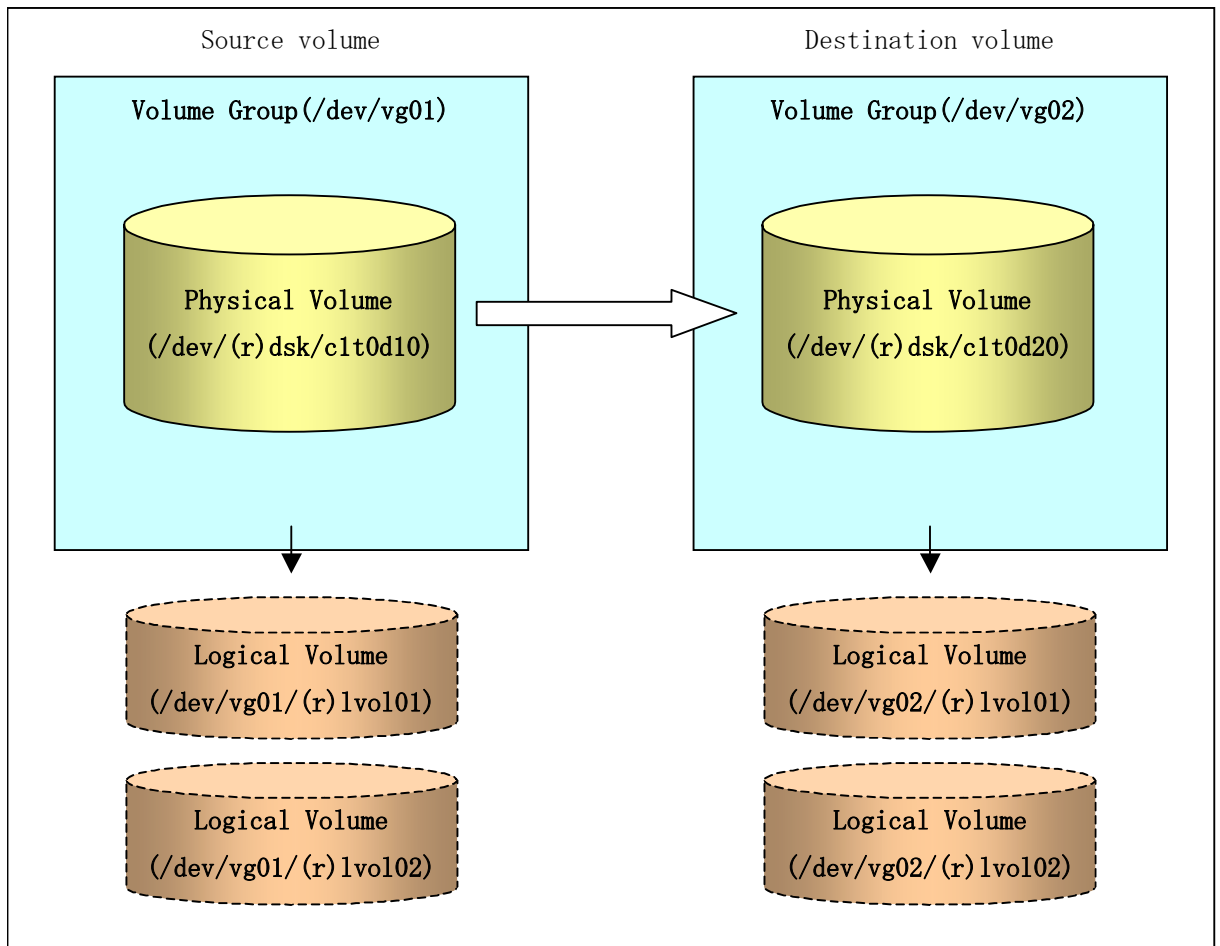 Source volume
Volume Group(/dev/vg01)
Physical Volume
(/dev/(r)dsk/c1t0d10)
Logical Volume
(/dev/vg01/(r)lvol01)
Logical Volume
(/dev/vg01/(r)lvol02)
Destination volume
Volume Group(/dev/vg02)
Physical Volume
(/dev/(r)dsk/c1t0d20)
Logical Volume
(/dev/vg02/(r)lvol01)
Logical Volume
(/dev/vg02/(r)lvol02)